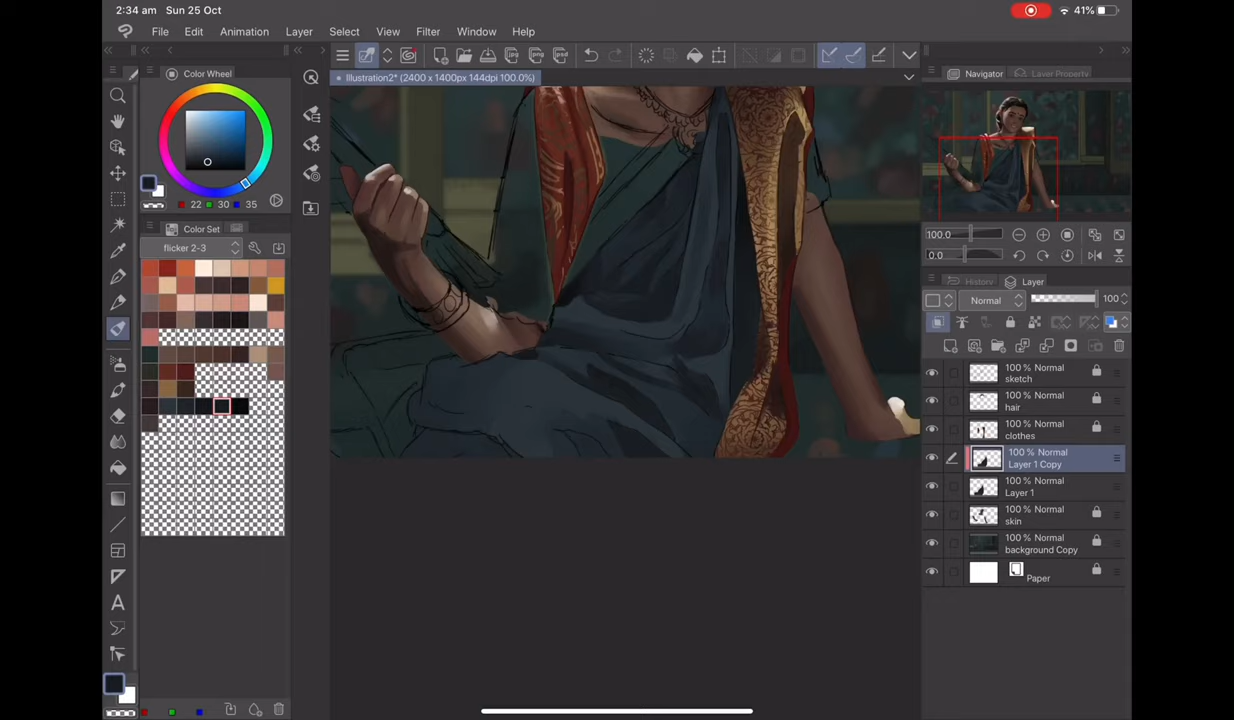 2:34 am Sun 25 Oct
41%
File Edit Animation Layer Select View Filter Window Help
Color Wheel
Illustration2* (2400 x 1400px 144dpi 100.0%)
Navigator
Layer Property
22 30 35
Color Set
flicker 2-3
100.0
0.0
History
Layer
Normal
100
100 % Normal
sketch
100 % Normal
hair
100 % Normal
clothes
100 % Normal
Layer 1 Copy
100 % Normal
Layer 1
100 % Normal
skin
100 % Normal
background Copy
Paper